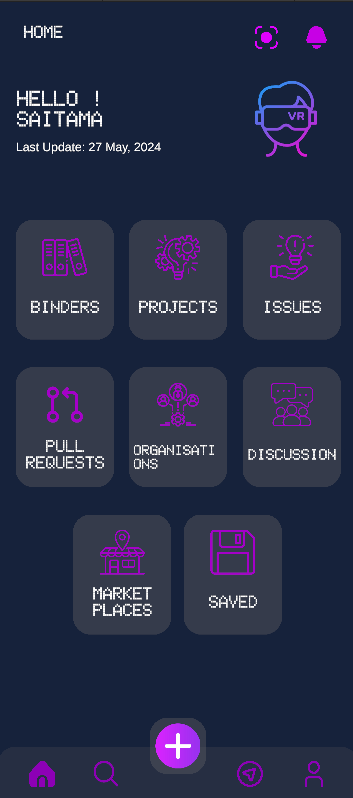 HOME
HELLO !
SAITAMA
Last Update: 27 May, 2024
VR
BINDERS
PROJECTS
ISSUES
PULL
REQUESTS
ORGANISATI
ONS
DISCUSSION
MARKET
PLACES
SAVED